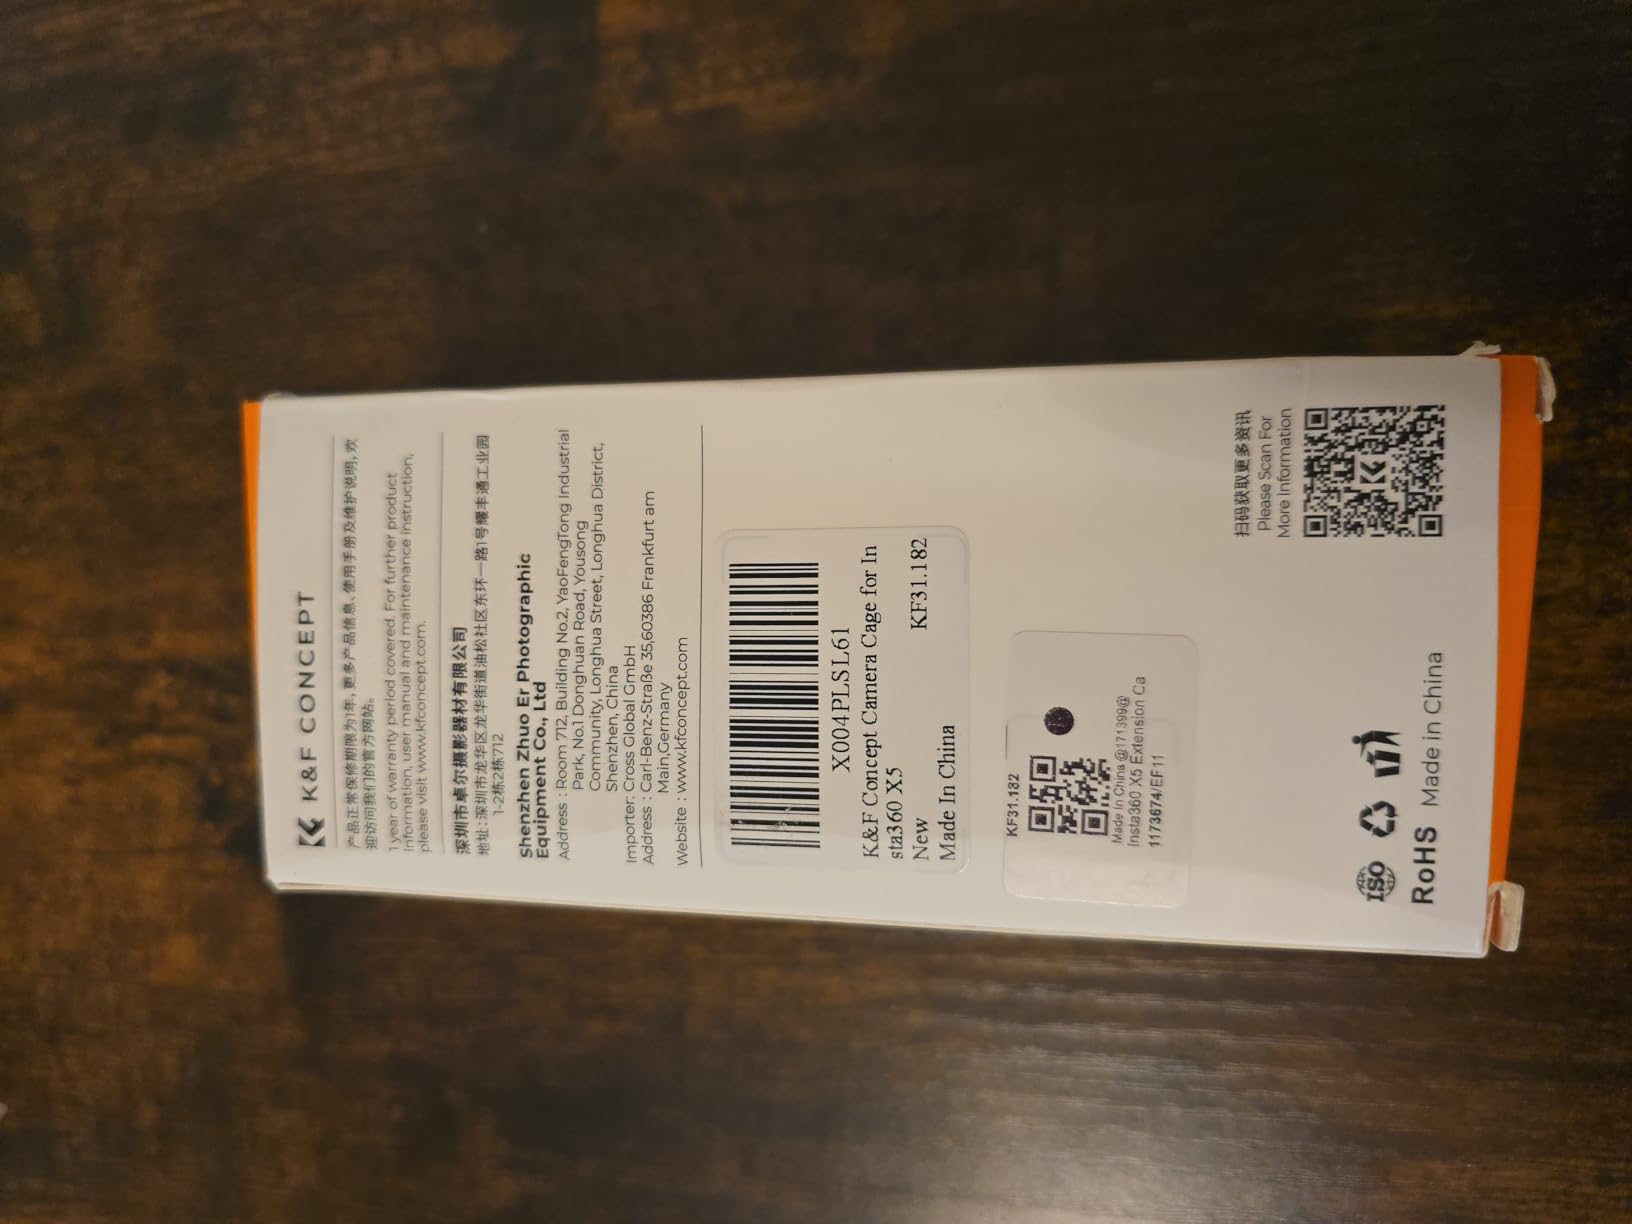 K&F CONCEPT
产品正常保修期限为1年，更多产品信息、使用手册及维护说明，欢
迎访问我们的官方网站。
1 year of warranty period covered. For further product
information, user manual and maintenance instruction,
please visit www.kfconcept.com.
深圳市卓尔摄影器材有限公司
地址：深圳市龙华区龙华街道油松社区东环一路1号耀丰通工业园
1-2栋2栋712
Shenzhen Zhuo Er Photographic
Equipment Co., Ltd
Address : Room 712, Building No.2, YaoFengTong Industrial
Park, No.1 Donghuan Road, Yousong
Community, Longhua Street, Longhua District,
Shenzhen, China
Importer: Cross Global GmbH
Address : Carl-Benz-Straße 35,60386 Frankfurt am
Main,Germany
Website : www.kfconcept.com
X004PLSL61
K&F Concept Camera Cage for In
sta360 X5
New KF31.182
Made In China
KF31.182
Made In China @171399@
Insta360 X5 Extension Ca
1173674/EF11
扫码获取更多资讯
Please Scan For
More Information
ISO
RoHS Made in China